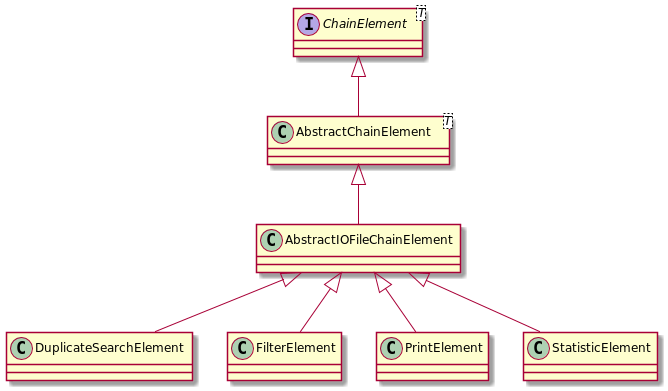 I ChainElement T
C AbstractChainElement T
C AbstractIOFileChainElement
C DuplicateSearchElement C FilterElement C PrintElement C StatisticElement